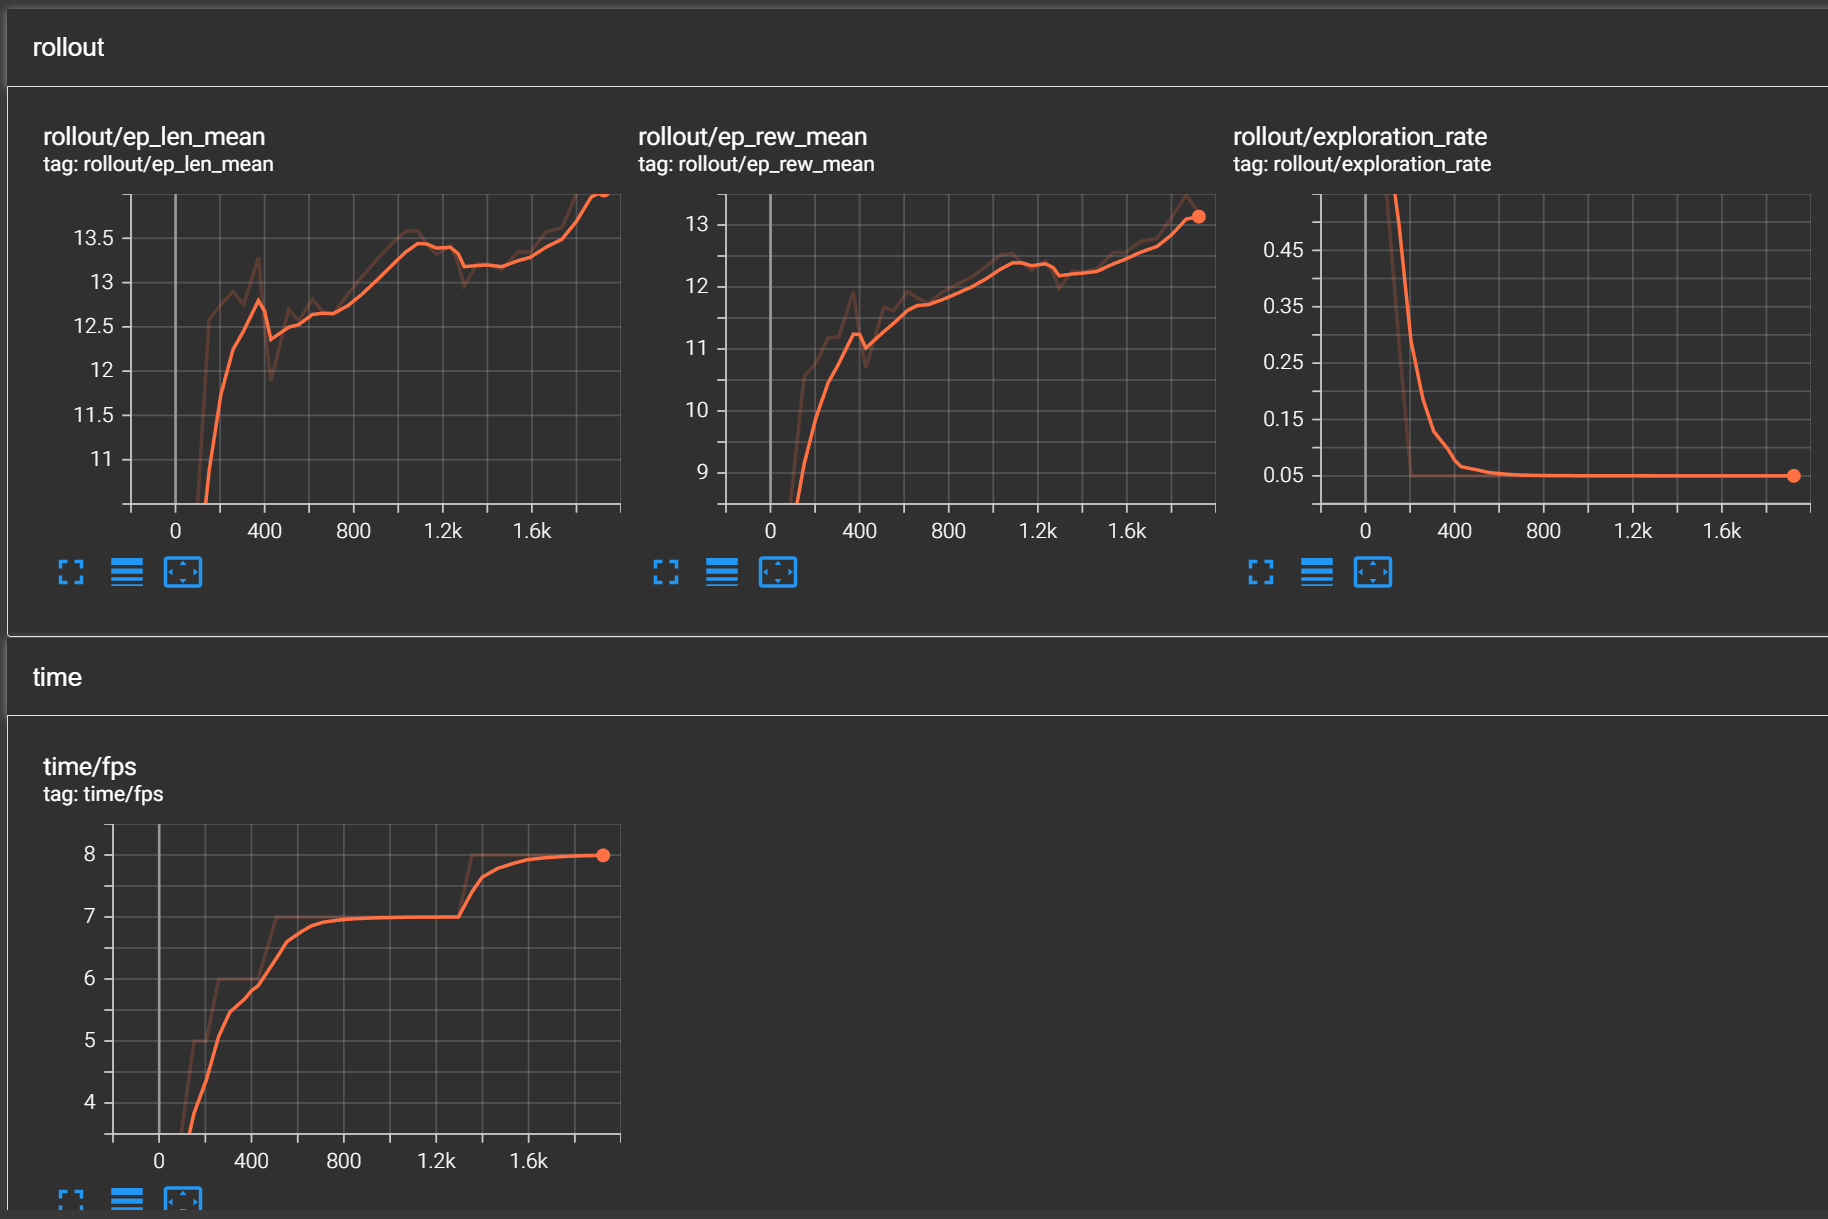 rollout
rollout/ep_len_mean
tag: rollout/ep_len_mean
13.5
13
12.5
12
11.5
11
0 400 800 1.2k 1.6k
rollout/ep_rew_mean
tag: rollout/ep_rew_mean
13
12
11
10
9
0 400 800 1.2k 1.6k
rollout/exploration_rate
tag: rollout/exploration_rate
0.45
0.35
0.25
0.15
0.05
0 400 800 1.2k 1.6k
time
time/fps
tag: time/fps
8
7
6
5
4
0 400 800 1.2k 1.6k